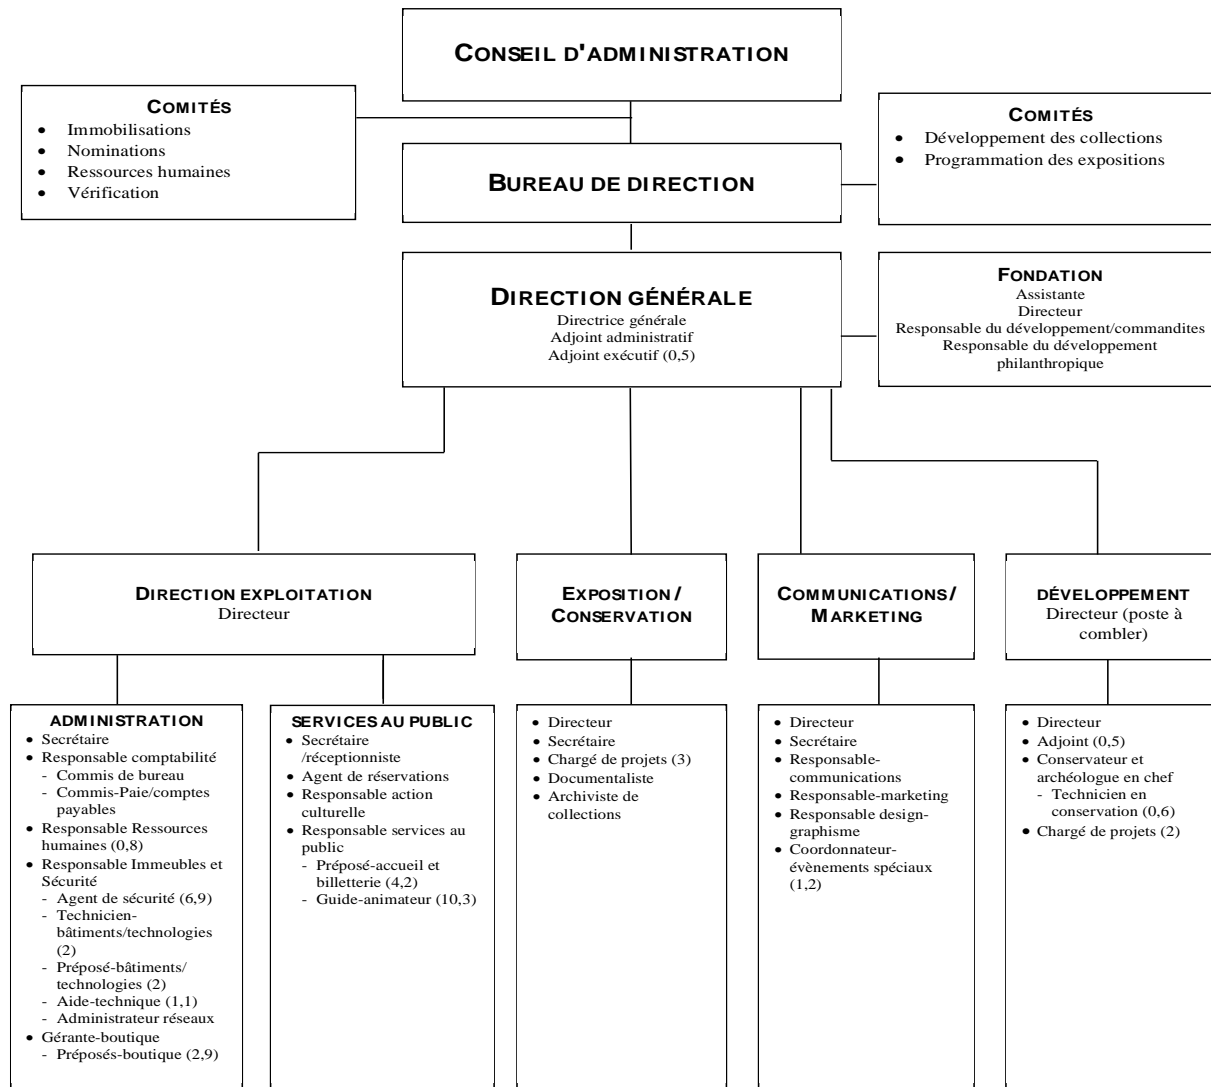 CONSEIL D'ADMINISTRATION
COMITÉS
• Immobilisations
• Nominations
• Ressources humaines
• Vérification
COMITÉS
• Développement des collections
• Programmation des expositions
BUREAU DE DIRECTION
DIRECTION GÉNÉRALE
Directrice générale
Adjoint administratif
Adjoint exécutif (0,5)
FONDATION
Assistante
Directeur
Responsable du développement/commandites
Responsable du développement
philanthropique
DIRECTION EXPLOITATION
Directeur
EXPOSITION /
CONSERVATION
COMMUNICATIONS/
MARKETING
DÉVELOPPEMENT
Directeur (poste à
combler)
ADMINISTRATION
• Secrétaire
• Responsable comptabilité
- Commis de bureau
- Commis-Paie/comptes
payables
• Responsable Ressources
humaines (0,8)
• Responsable Immeubles et
Sécurité
- Agent de sécurité (6,9)
- Technicien-
bâtiments/technologies
(2)
- Préposé-bâtiments/
technologies (2)
- Aide-technique (1,1)
- Administrateur réseaux
• Gérante-boutique
- Préposés-boutique (2,9)
SERVICES AU PUBLIC
• Secrétaire
/réceptionniste
• Agent de réservations
• Responsable action
culturelle
• Responsable services au
public
- Préposé-accueil et
billetterie (4,2)
- Guide-animateur (10,3)
• Directeur
• Secrétaire
• Chargé de projets (3)
• Documentaliste
• Archiviste de
collections
• Directeur
• Secrétaire
• Responsable-
communications
• Responsable-marketing
• Responsable design-
graphisme
• Coordonnateur-
évènements spéciaux
(1,2)
• Directeur
• Adjoint (0,5)
• Conservateur et
archéologue en chef
- Technicien en
conservation (0,6)
• Chargé de projets (2)